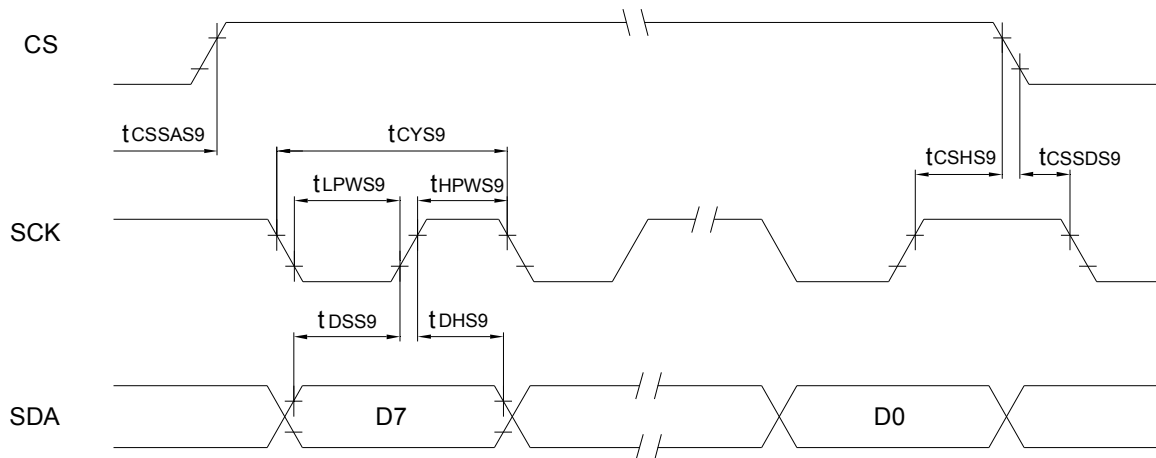 CS
tCSSAS9
tCYS9
tCSHS9
tCSSDS9
tLPWS9
tHPWS9
SCK
tDSS9
tDHS9
SDA
D7
D0